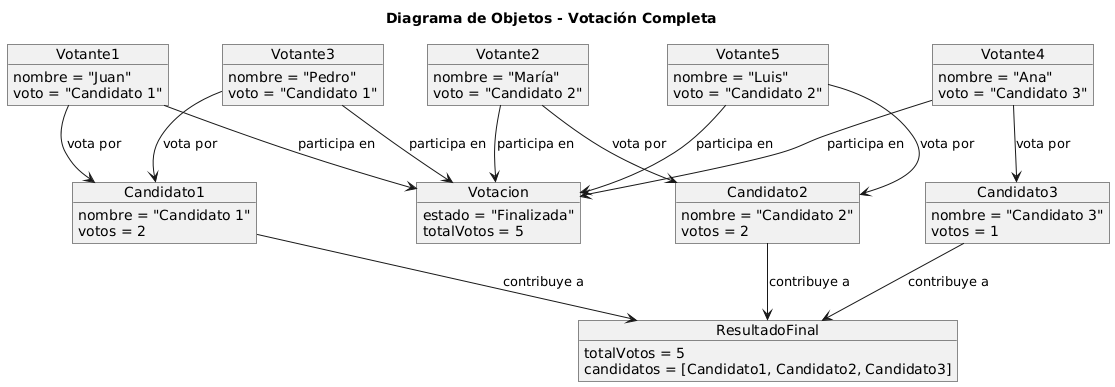 Diagrama de Objetos - Votación Completa
Votante1
nombre = "Juan"
voto = "Candidato 1"
Votante3
nombre = "Pedro"
voto = "Candidato 1"
Votante2
nombre = "María"
voto = "Candidato 2"
Votante5
nombre = "Luis"
voto = "Candidato 2"
Votante4
nombre = "Ana"
voto = "Candidato 3"
vota por
vota por
participa en
participa en
participa en
vota por
participa en
participa en
vota por
vota por
Candidato1
nombre = "Candidato 1"
votos = 2
Votacion
estado = "Finalizada"
totalVotos = 5
Candidato2
nombre = "Candidato 2"
votos = 2
Candidato3
nombre = "Candidato 3"
votos = 1
contribuye a
contribuye a
contribuye a
ResultadoFinal
totalVotos = 5
candidatos = [Candidato1, Candidato2, Candidato3]